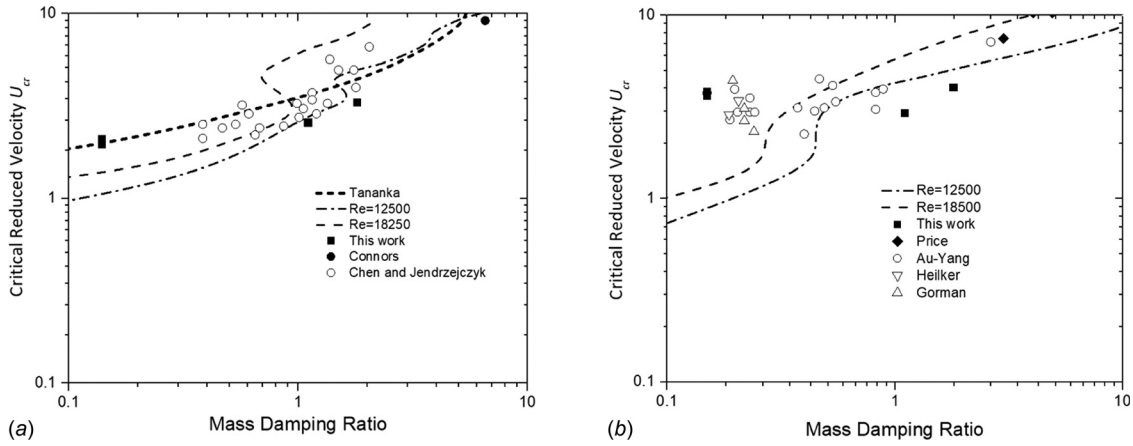 10
1
0.1
Critical Reduced Velocity Ucr
Tananka
Re=12500
Re=18250
This work
Connors
Chen and Jendrzejczyk
0.1
1
10
Mass Damping Ratio
(a)
10
1
0.1
Critical Reduced Velocity Ucr
Re=12500
Re=18500
This work
Price
Au-Yang
Heilker
Gorman
0.1
1
10
Mass Damping Ratio
(b)